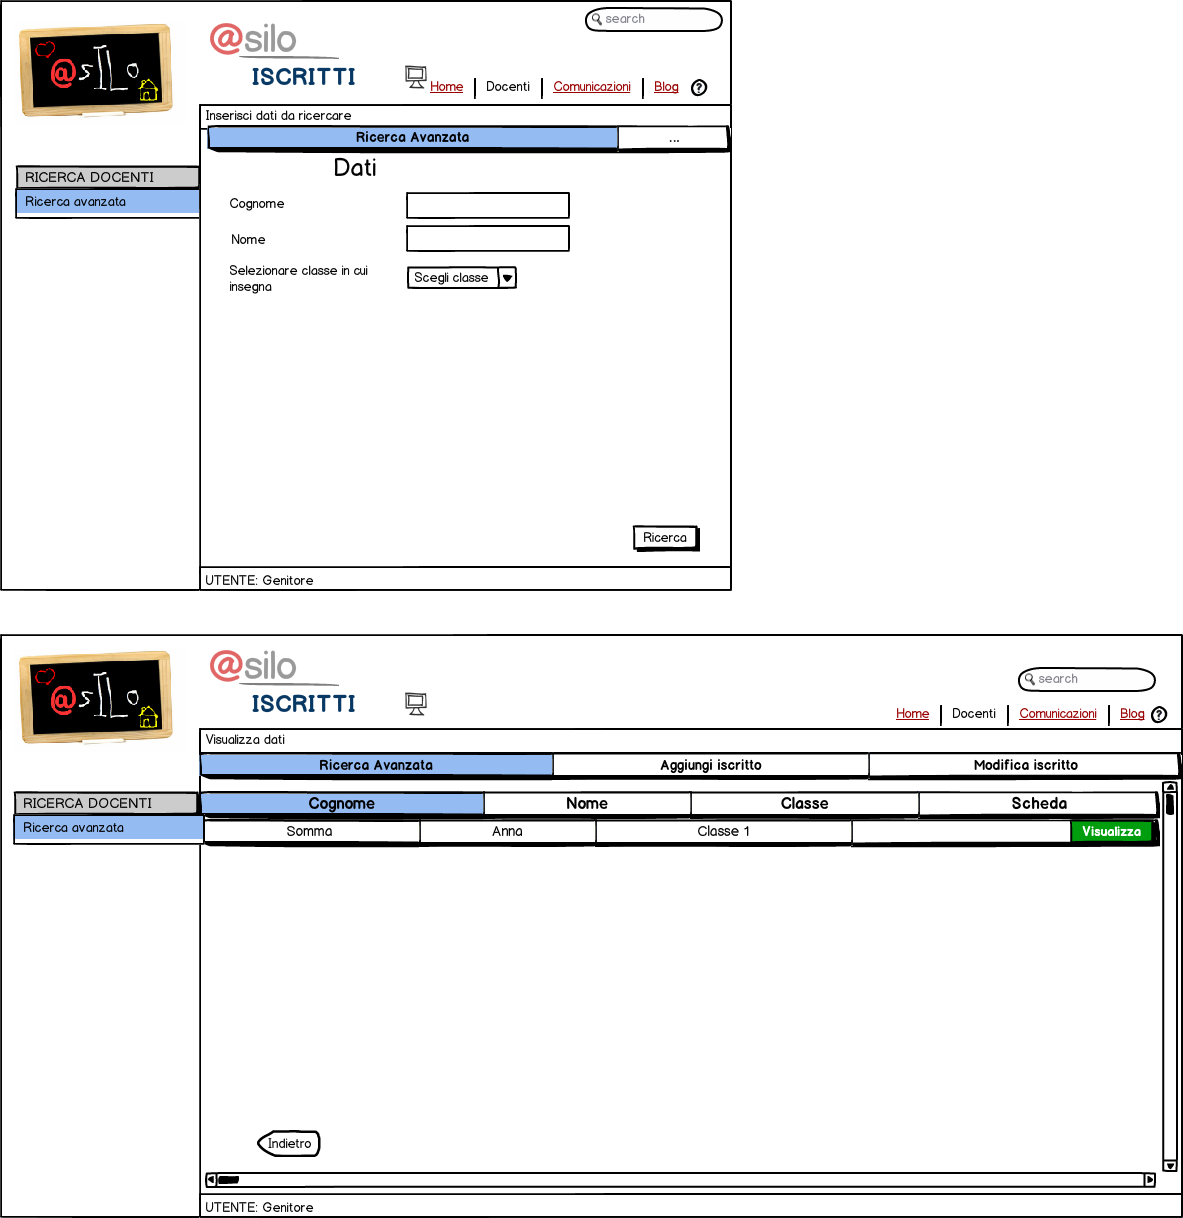 search
@silo
@sILo
ISCRITTI
Home
Docenti
Comunicazioni
Blog
?
Inserisci dati da ricercare
Ricerca Avanzata
...
Dati
RICERCA DOCENTI
Ricerca avanzata
Cognome
Nome
Selezionare classe in cui
insegna
Scegli classe
Ricerca
UTENTE: Genitore
@silo
@sILo
search
ISCRITTI
Home
Docenti
Comunicazioni
Blog
?
Visualizza dati
Ricerca Avanzata
Aggiungi iscritto
Modifica iscritto
RICERCA DOCENTI
Ricerca avanzata
Cognome
Nome
Classe
Scheda
Somma
Anna
Classe 1
Visualizza
Indietro
UTENTE: Genitore